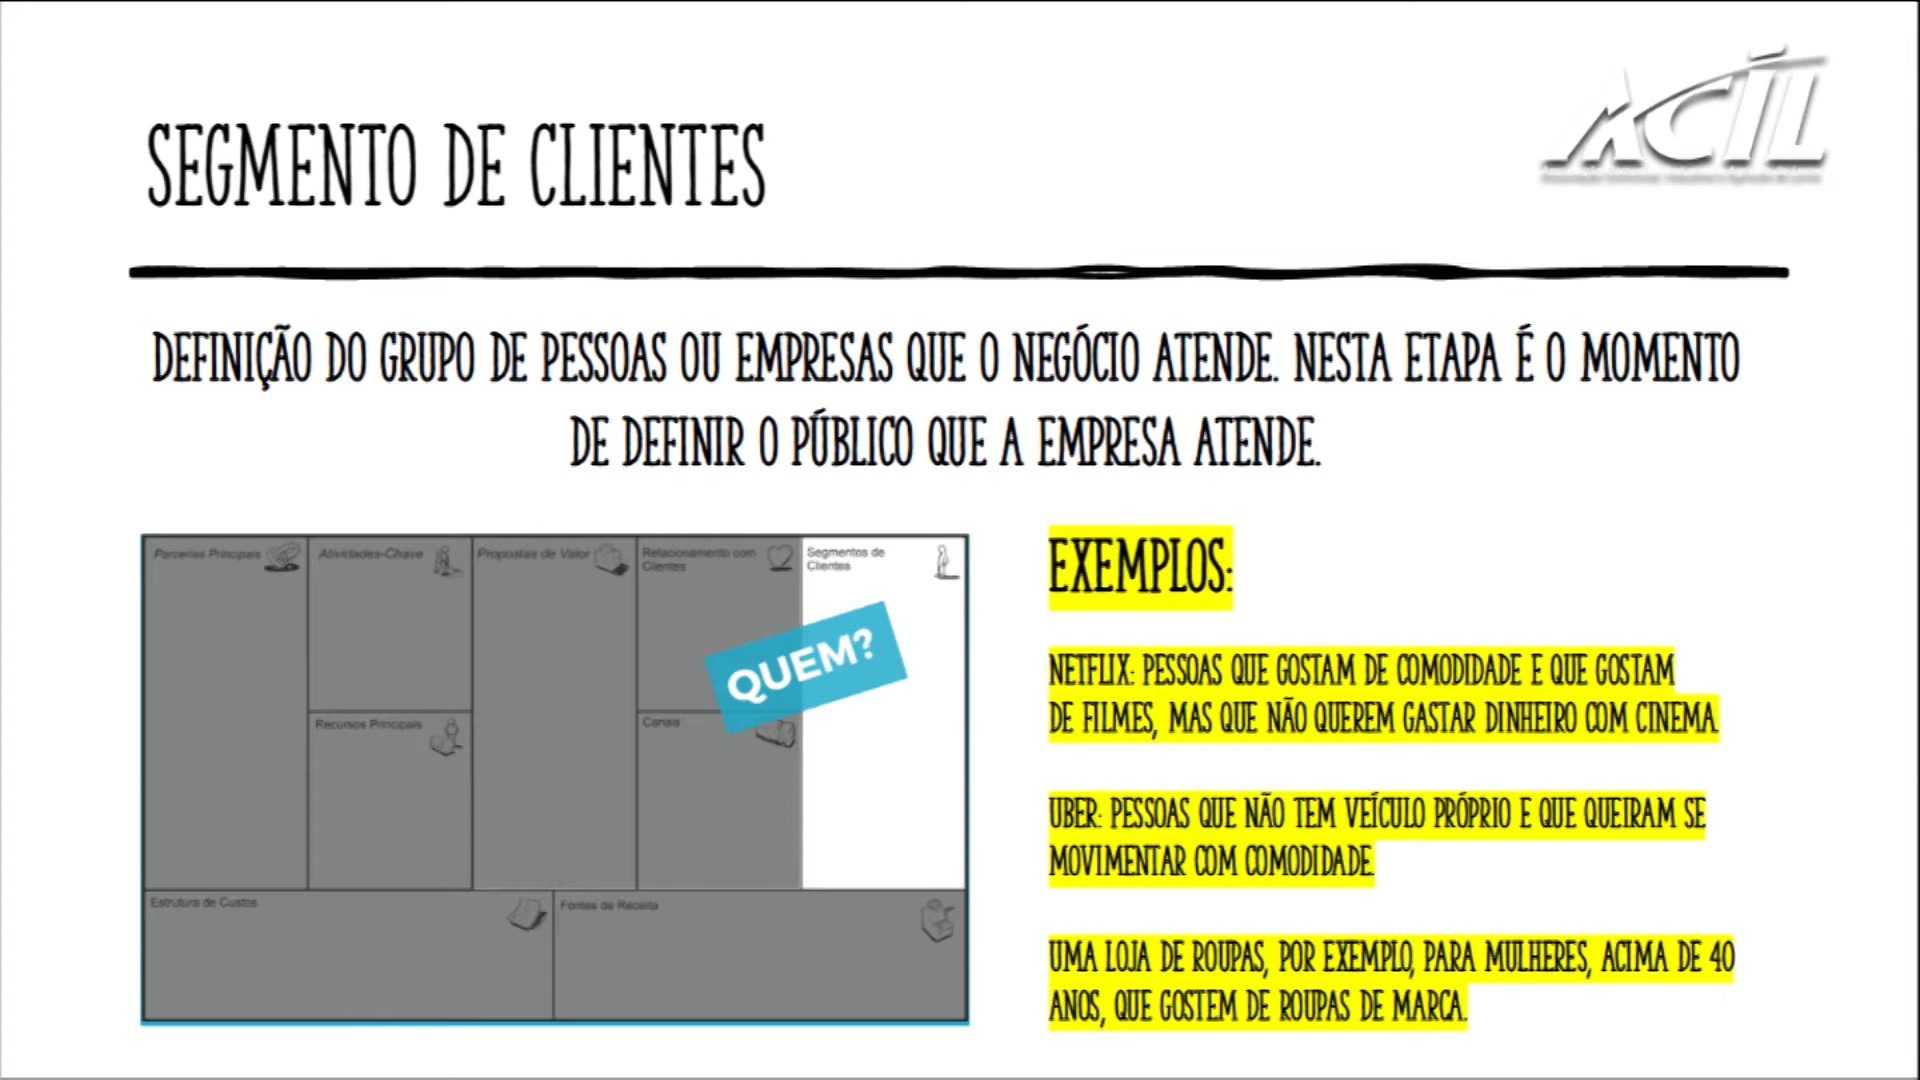 ACIL
SEGMENTO DE CLIENTES
DEFINIÇÃO DO GRUPO DE PESSOAS OU EMPRESAS QUE O NEGÓCIO ATENDE. NESTA ETAPA É O MOMENTO
DE DEFINIR O PÚBLICO QUE A EMPRESA ATENDE.
Parcerias Principais
Atividades-Chave
Propostas de Valor
Relacionamento com
Clientes
Segmentos de
Clientes
QUEM?
Recursos Principais
Canais
Estrutura de Custos
Fontes de Receita
EXEMPLOS:
NETFLIX: PESSOAS QUE GOSTAM DE COMODIDADE E QUE GOSTAM
DE FILMES, MAS QUE NÃO QUEREM GASTAR DINHEIRO COM CINEMA.
UBER: PESSOAS QUE NÃO TEM VEÍCULO PRÓPRIO E QUE QUEIRAM SE
MOVIMENTAR COM COMODIDADE.
UMA LOJA DE ROUPAS, POR EXEMPLO, PARA MULHERES, ACIMA DE 40
ANOS, QUE GOSTEM DE ROUPAS DE MARCA.